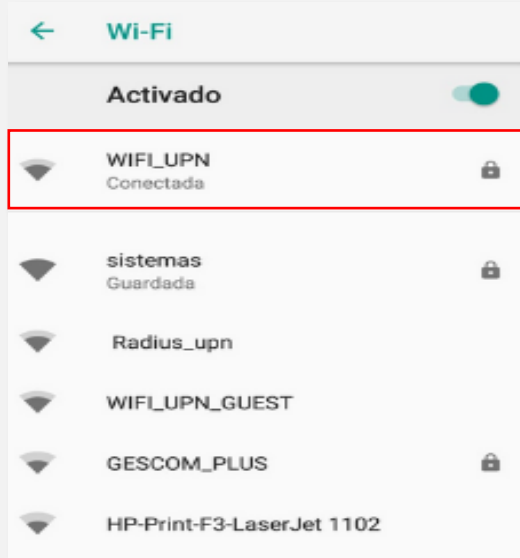 Wi-Fi
Activado
WIFI_UPN
Conectada
sistemas
Guardada
Radius_upn
WIFI_UPN_GUEST
GESCOM_PLUS
HP-Print-F3-LaserJet 1102